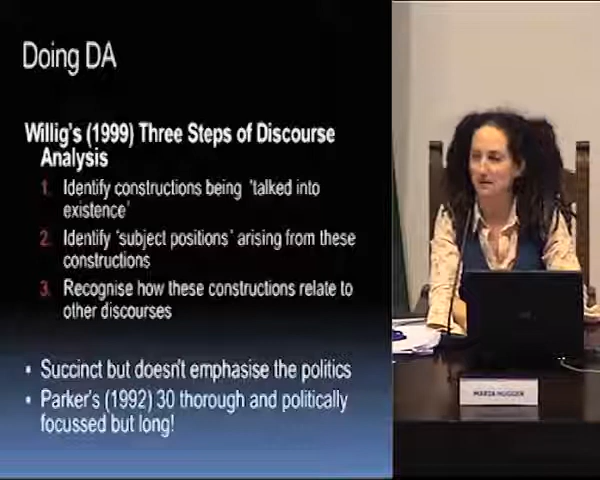 Doing DA
Willig's (1999) Three Steps of Discourse
Analysis
1. Identify constructions being 'talked into
existence'
2. Identify 'subject positions' arising from these
constructions
3. Recognise how these constructions relate to
other discourses
• Succinct but doesn't emphasise the politics
• Parker's (1992) 30 thorough and politically
focussed but long!
MARIA